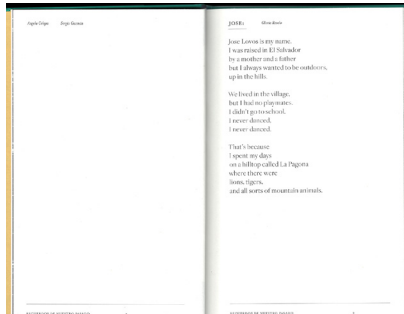 JOSE:
Jose Lovos is my name.
I was raised in El Salvador
by a mother and a father
but I always wanted to be outdoors,
up in the hills.
We lived in the village,
but I had no playmates.
I didn't go to school,
I never danced.
I never danced.
That's because
I spent my days
on a hilltop called La Pagona
where there were
lions, tigers,
and all sorts of mountain animals.